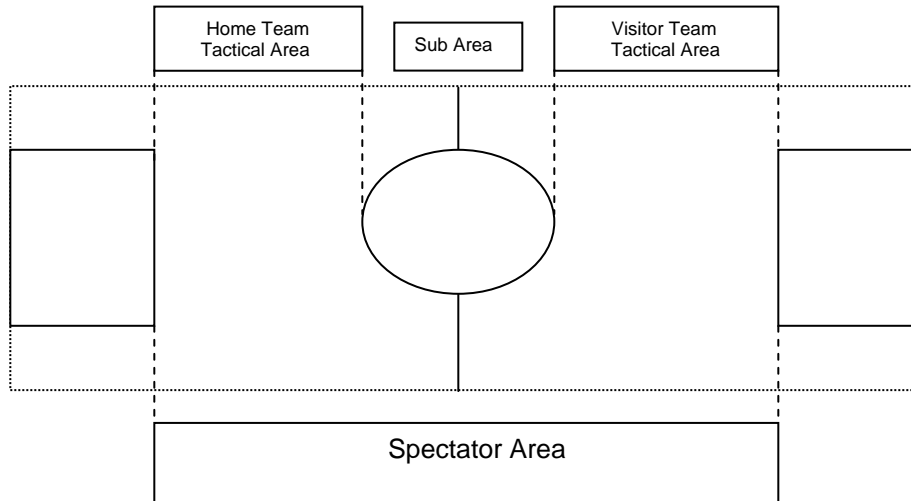 Home Team
Tactical Area
Sub Area
Visitor Team
Tactical Area
Spectator Area